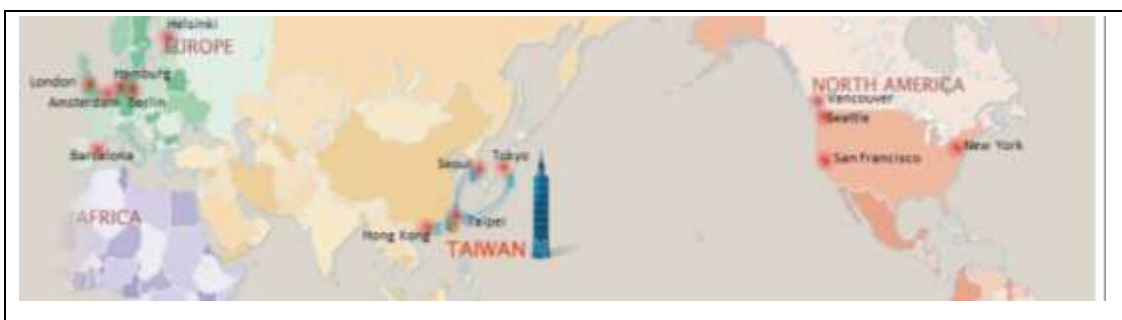 Helsinki
EUROPE
London
Hamburg
Amsterdam
Berlin
Barcelona
AFRICA
Seoul
Tokyo
Hong Kong
Taipei
TAIWAN
NORTH AMERICA
Vancouver
Seattle
San Francisco
New York